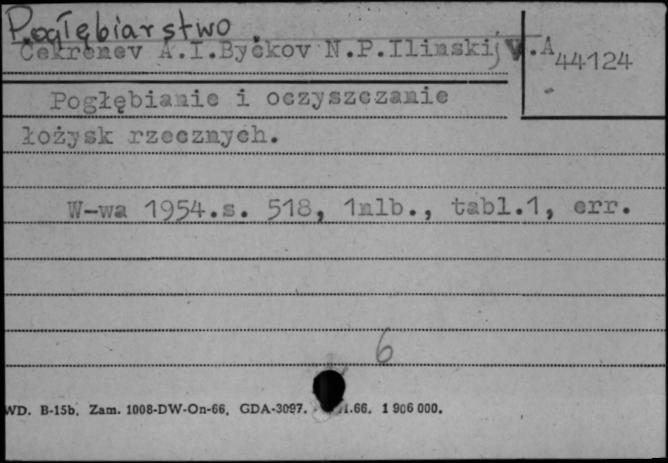 Pogłębiarstwo.
Čekrenev A.I.Byčkov N.P.Ilinskij V.A
44124
Pogłębianie i oczyszczanie
łożysk rzecznych.
W-wa 1954.s. 518, 1nlb., tabl.1, err.
6
WD. B-15b. Zam. 1008-DW-On-66. GDA-3097. 1.66. 1 906 000.